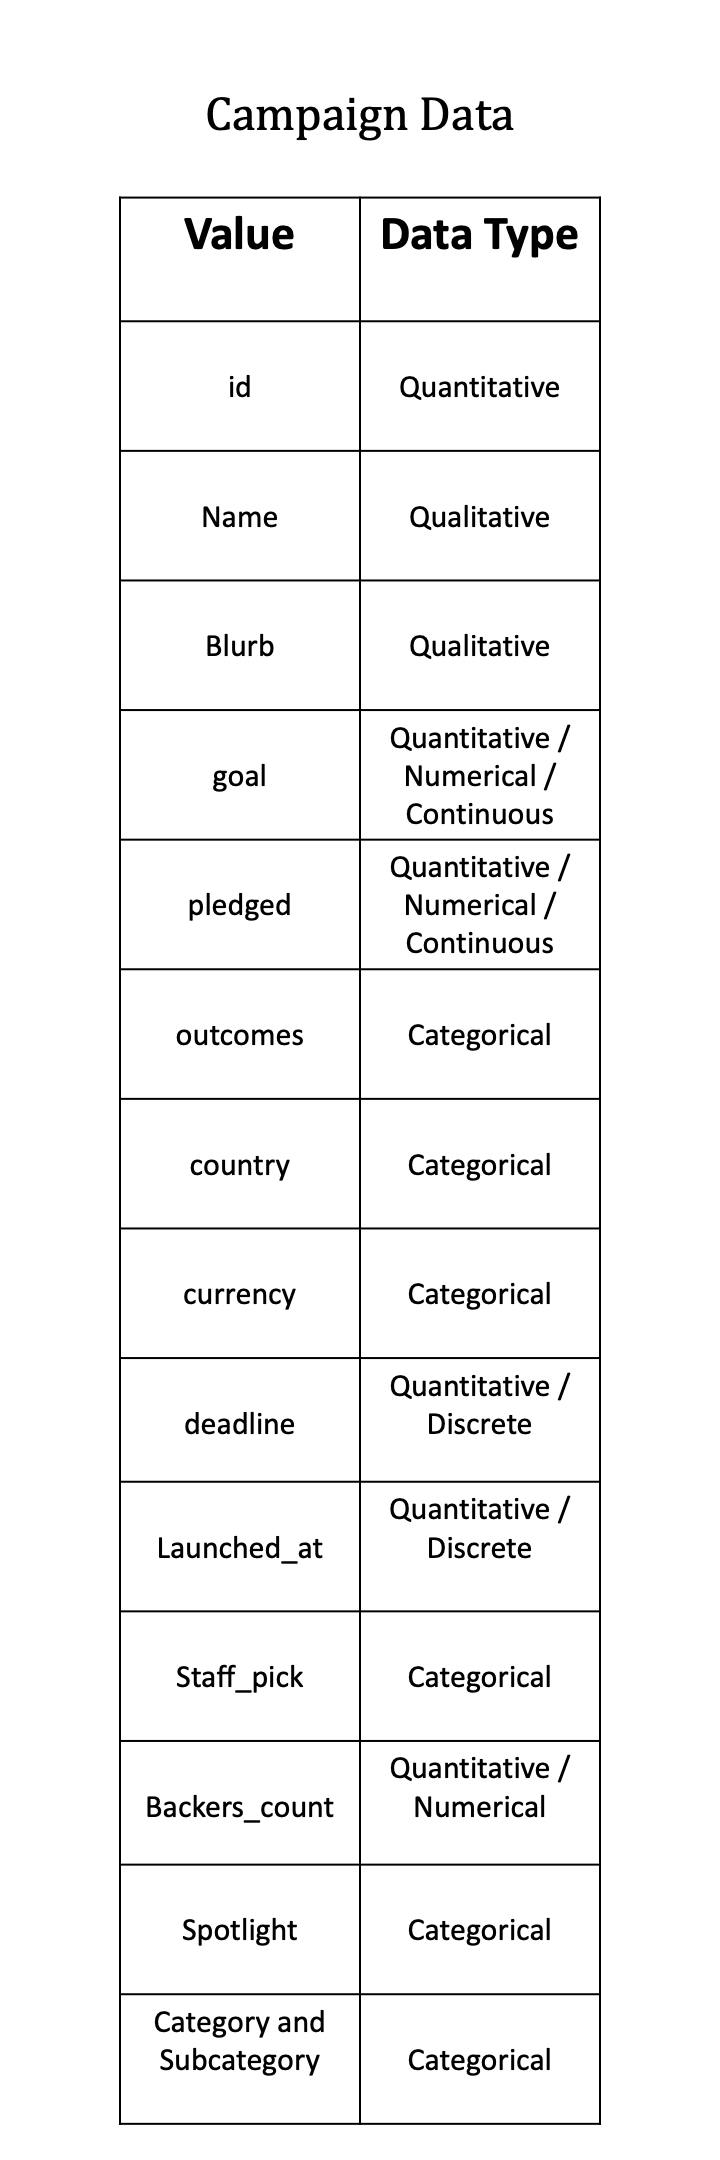 Campaign Data
Value
Data Type
id
Quantitative
Name
Qualitative
Blurb
Qualitative
goal
Quantitative /
Numerical /
Continuous
pledged
Quantitative /
Numerical /
Continuous
outcomes
Categorical
country
Categorical
currency
Categorical
deadline
Quantitative /
Discrete
Launched_at
Quantitative /
Discrete
Staff_pick
Categorical
Backers_count
Quantitative /
Numerical
Spotlight
Categorical
Category and
Subcategory
Categorical